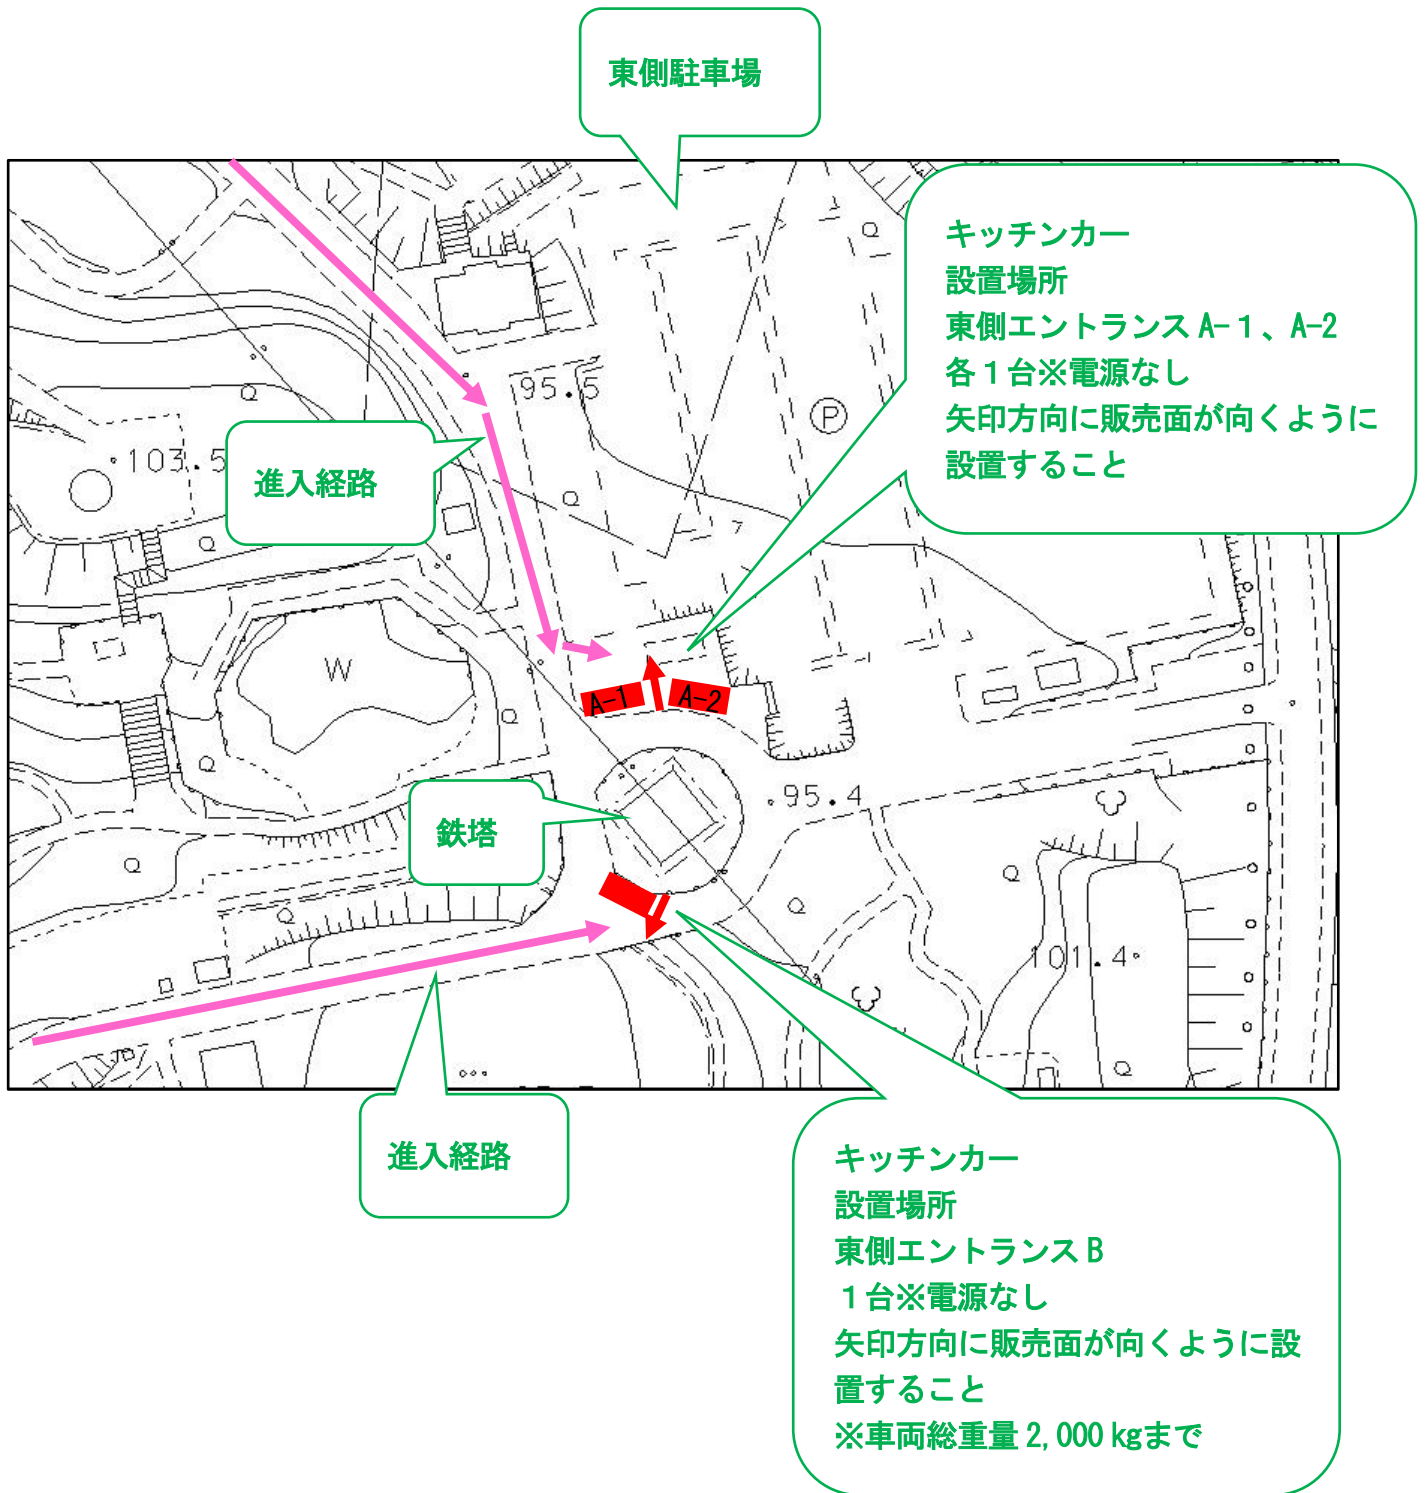 東側駐車場
キッチンカー
設置場所
東側エントランス A-１、A-2
各１台※電源なし
矢印方向に販売面が向くように
設置すること
95.5
P
103.5
進入経路
W
A-1
A-2
95.4
鉄塔
101.4
進入経路
キッチンカー
設置場所
東側エントランス B
１台※電源なし
矢印方向に販売面が向くように設
置すること
※車両総重量 2,000 kgまで